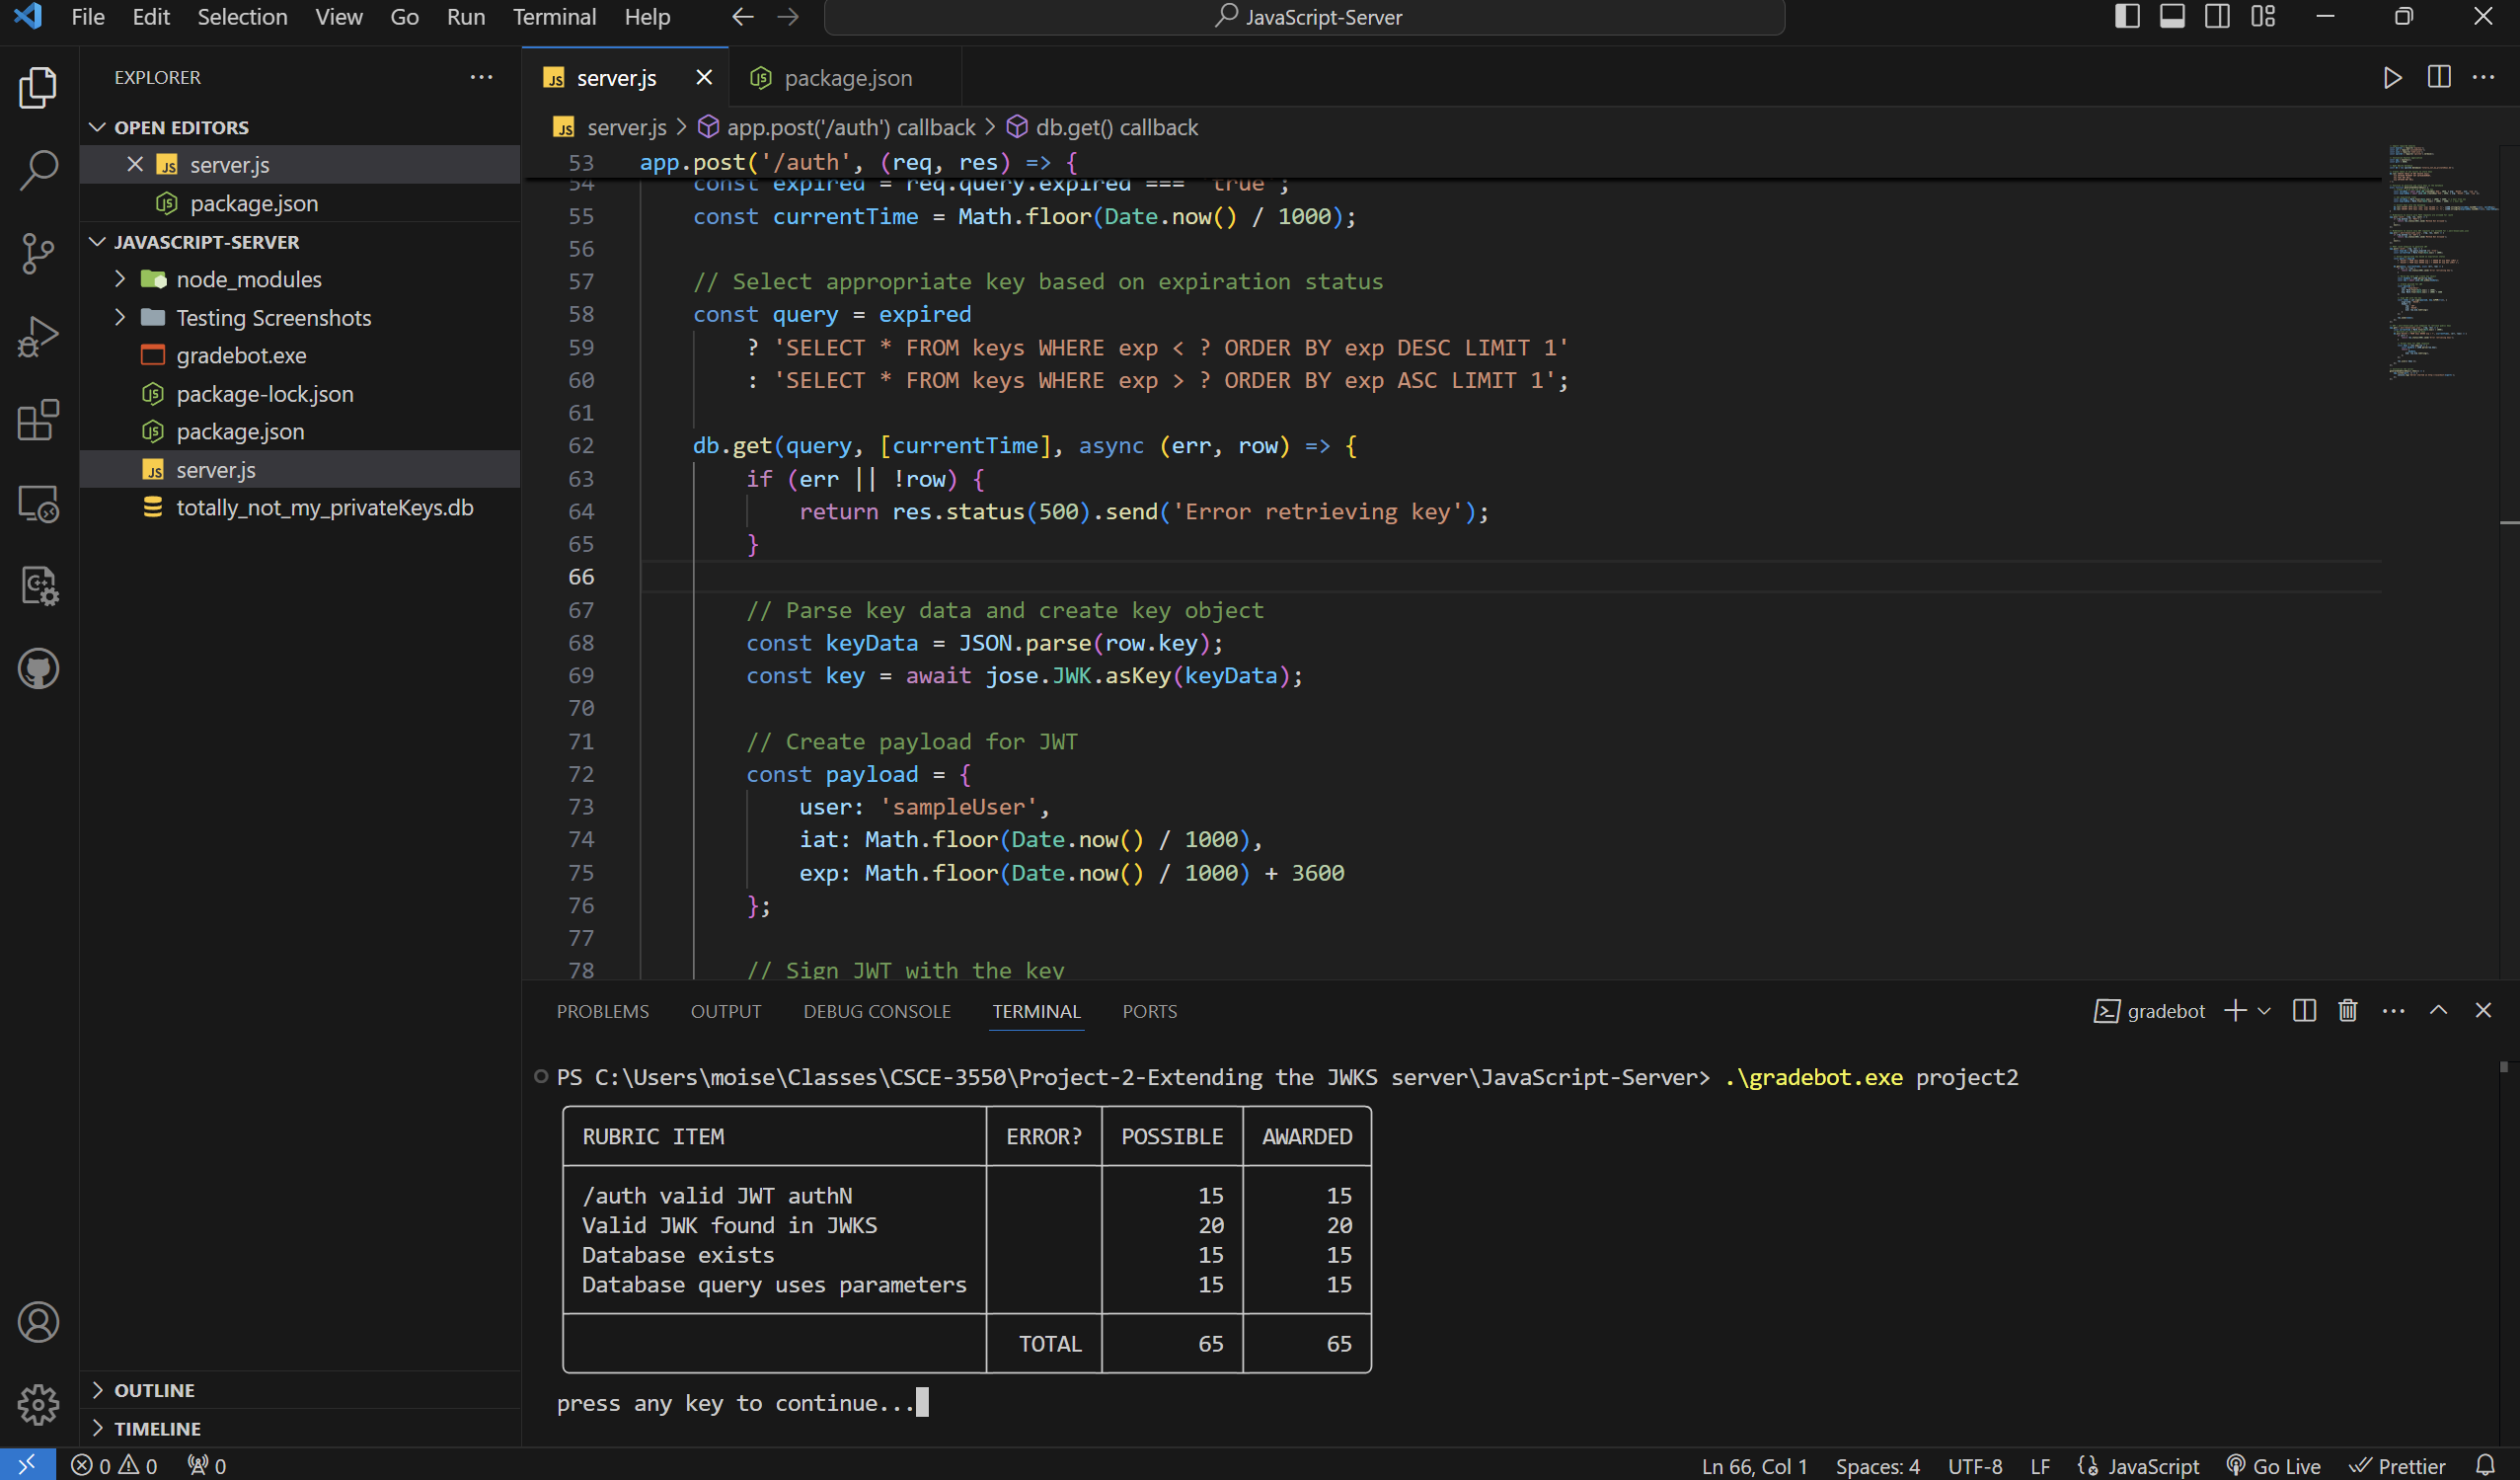 File Edit Selection View Go Run Terminal Help
JavaScript-Server
EXPLORER
OPEN EDITORS
server.js
package.json
JAVASCRIPT-SERVER
node_modules
Testing Screenshots
gradebot.exe
package-lock.json
package.json
server.js
totally_not_my_privateKeys.db
OUTLINE
TIMELINE
server.js
package.json
server.js > app.post('/auth') callback > db.get() callback
53 app.post('/auth', (req, res) => {
54 const expired = req.query.expired === 'true';
55 const currentTime = Math.floor(Date.now() / 1000);
56
57 // Select appropriate key based on expiration status
58 const query = expired
59 ? 'SELECT * FROM keys WHERE exp < ? ORDER BY exp DESC LIMIT 1'
60 : 'SELECT * FROM keys WHERE exp > ? ORDER BY exp ASC LIMIT 1';
61
62 db.get(query, [currentTime], async (err, row) => {
63 if (err || !row) {
64 return res.status(500).send('Error retrieving key');
65 }
66
67 // Parse key data and create key object
68 const keyData = JSON.parse(row.key);
69 const key = await jose.JWK.asKey(keyData);
70
71 // Create payload for JWT
72 const payload = {
73 user: 'sampleUser',
74 iat: Math.floor(Date.now() / 1000),
75 exp: Math.floor(Date.now() / 1000) + 3600
76 };
77
78 // Sign JWT with the key
PROBLEMS OUTPUT DEBUG CONSOLE TERMINAL PORTS
gradebot
PS C:\Users\moise\Classes\CSCE-3550\Project-2-Extending the JWKS server\JavaScript-Server> .\gradebot.exe project2
RUBRIC ITEM ERROR? POSSIBLE AWARDED
/auth valid JWT authN 15 15
Valid JWK found in JWKS 20 20
Database exists 15 15
Database query uses parameters 15 15
TOTAL 65 65
press any key to continue...
0 0 0
Ln 66, Col 1 Spaces: 4 UTF-8 LF JavaScript Go Live Prettier